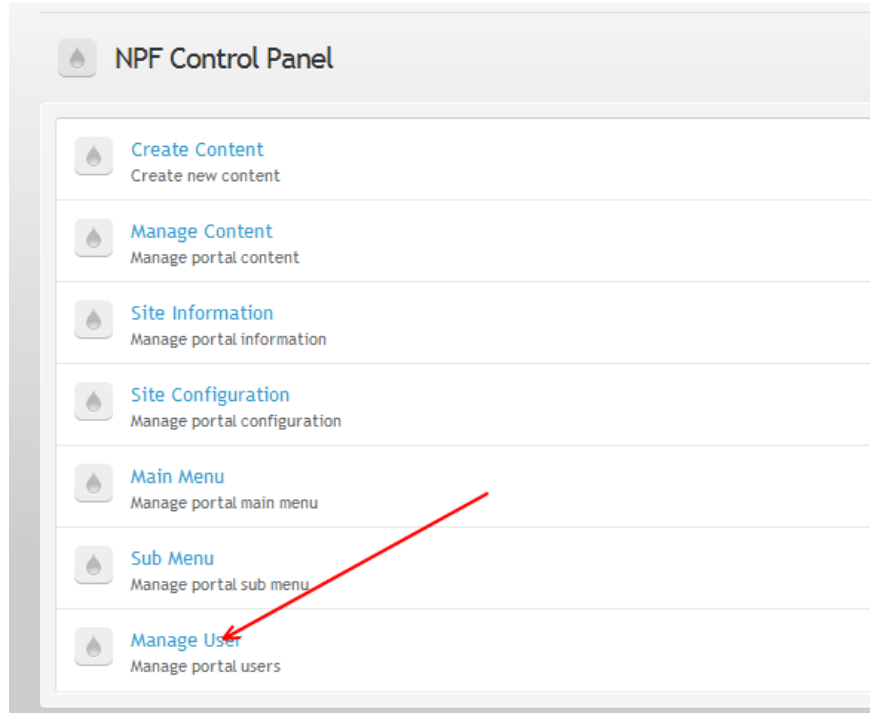 NPF Control Panel
Create Content
Create new content
Manage Content
Manage portal content
Site Information
Manage portal information
Site Configuration
Manage portal configuration
Main Menu
Manage portal main menu
Sub Menu
Manage portal sub menu
Manage User
Manage portal users